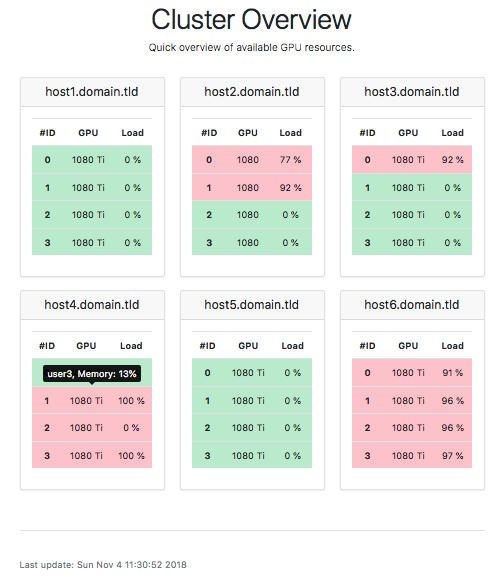 Cluster Overview
Quick overview of available GPU resources.
host1.domain.tld
#ID GPU Load
0 1080 Ti 0 %
1 1080 Ti 0 %
2 1080 Ti 0 %
3 1080 Ti 0 %
host2.domain.tld
#ID GPU Load
0 1080 77 %
1 1080 92 %
2 1080 0 %
3 1080 0 %
host3.domain.tld
#ID GPU Load
0 1080 Ti 92 %
1 1080 Ti 0 %
2 1080 Ti 0 %
3 1080 Ti 0 %
host4.domain.tld
#ID GPU Load
user3, Memory: 13%
1 1080 Ti 100 %
2 1080 Ti 0 %
3 1080 Ti 100 %
host5.domain.tld
#ID GPU Load
0 1080 Ti 0 %
1 1080 Ti 0 %
2 1080 Ti 0 %
3 1080 Ti 0 %
host6.domain.tld
#ID GPU Load
0 1080 Ti 91 %
1 1080 Ti 96 %
2 1080 Ti 96 %
3 1080 Ti 97 %
Last update: Sun Nov 4 11:30:52 2018